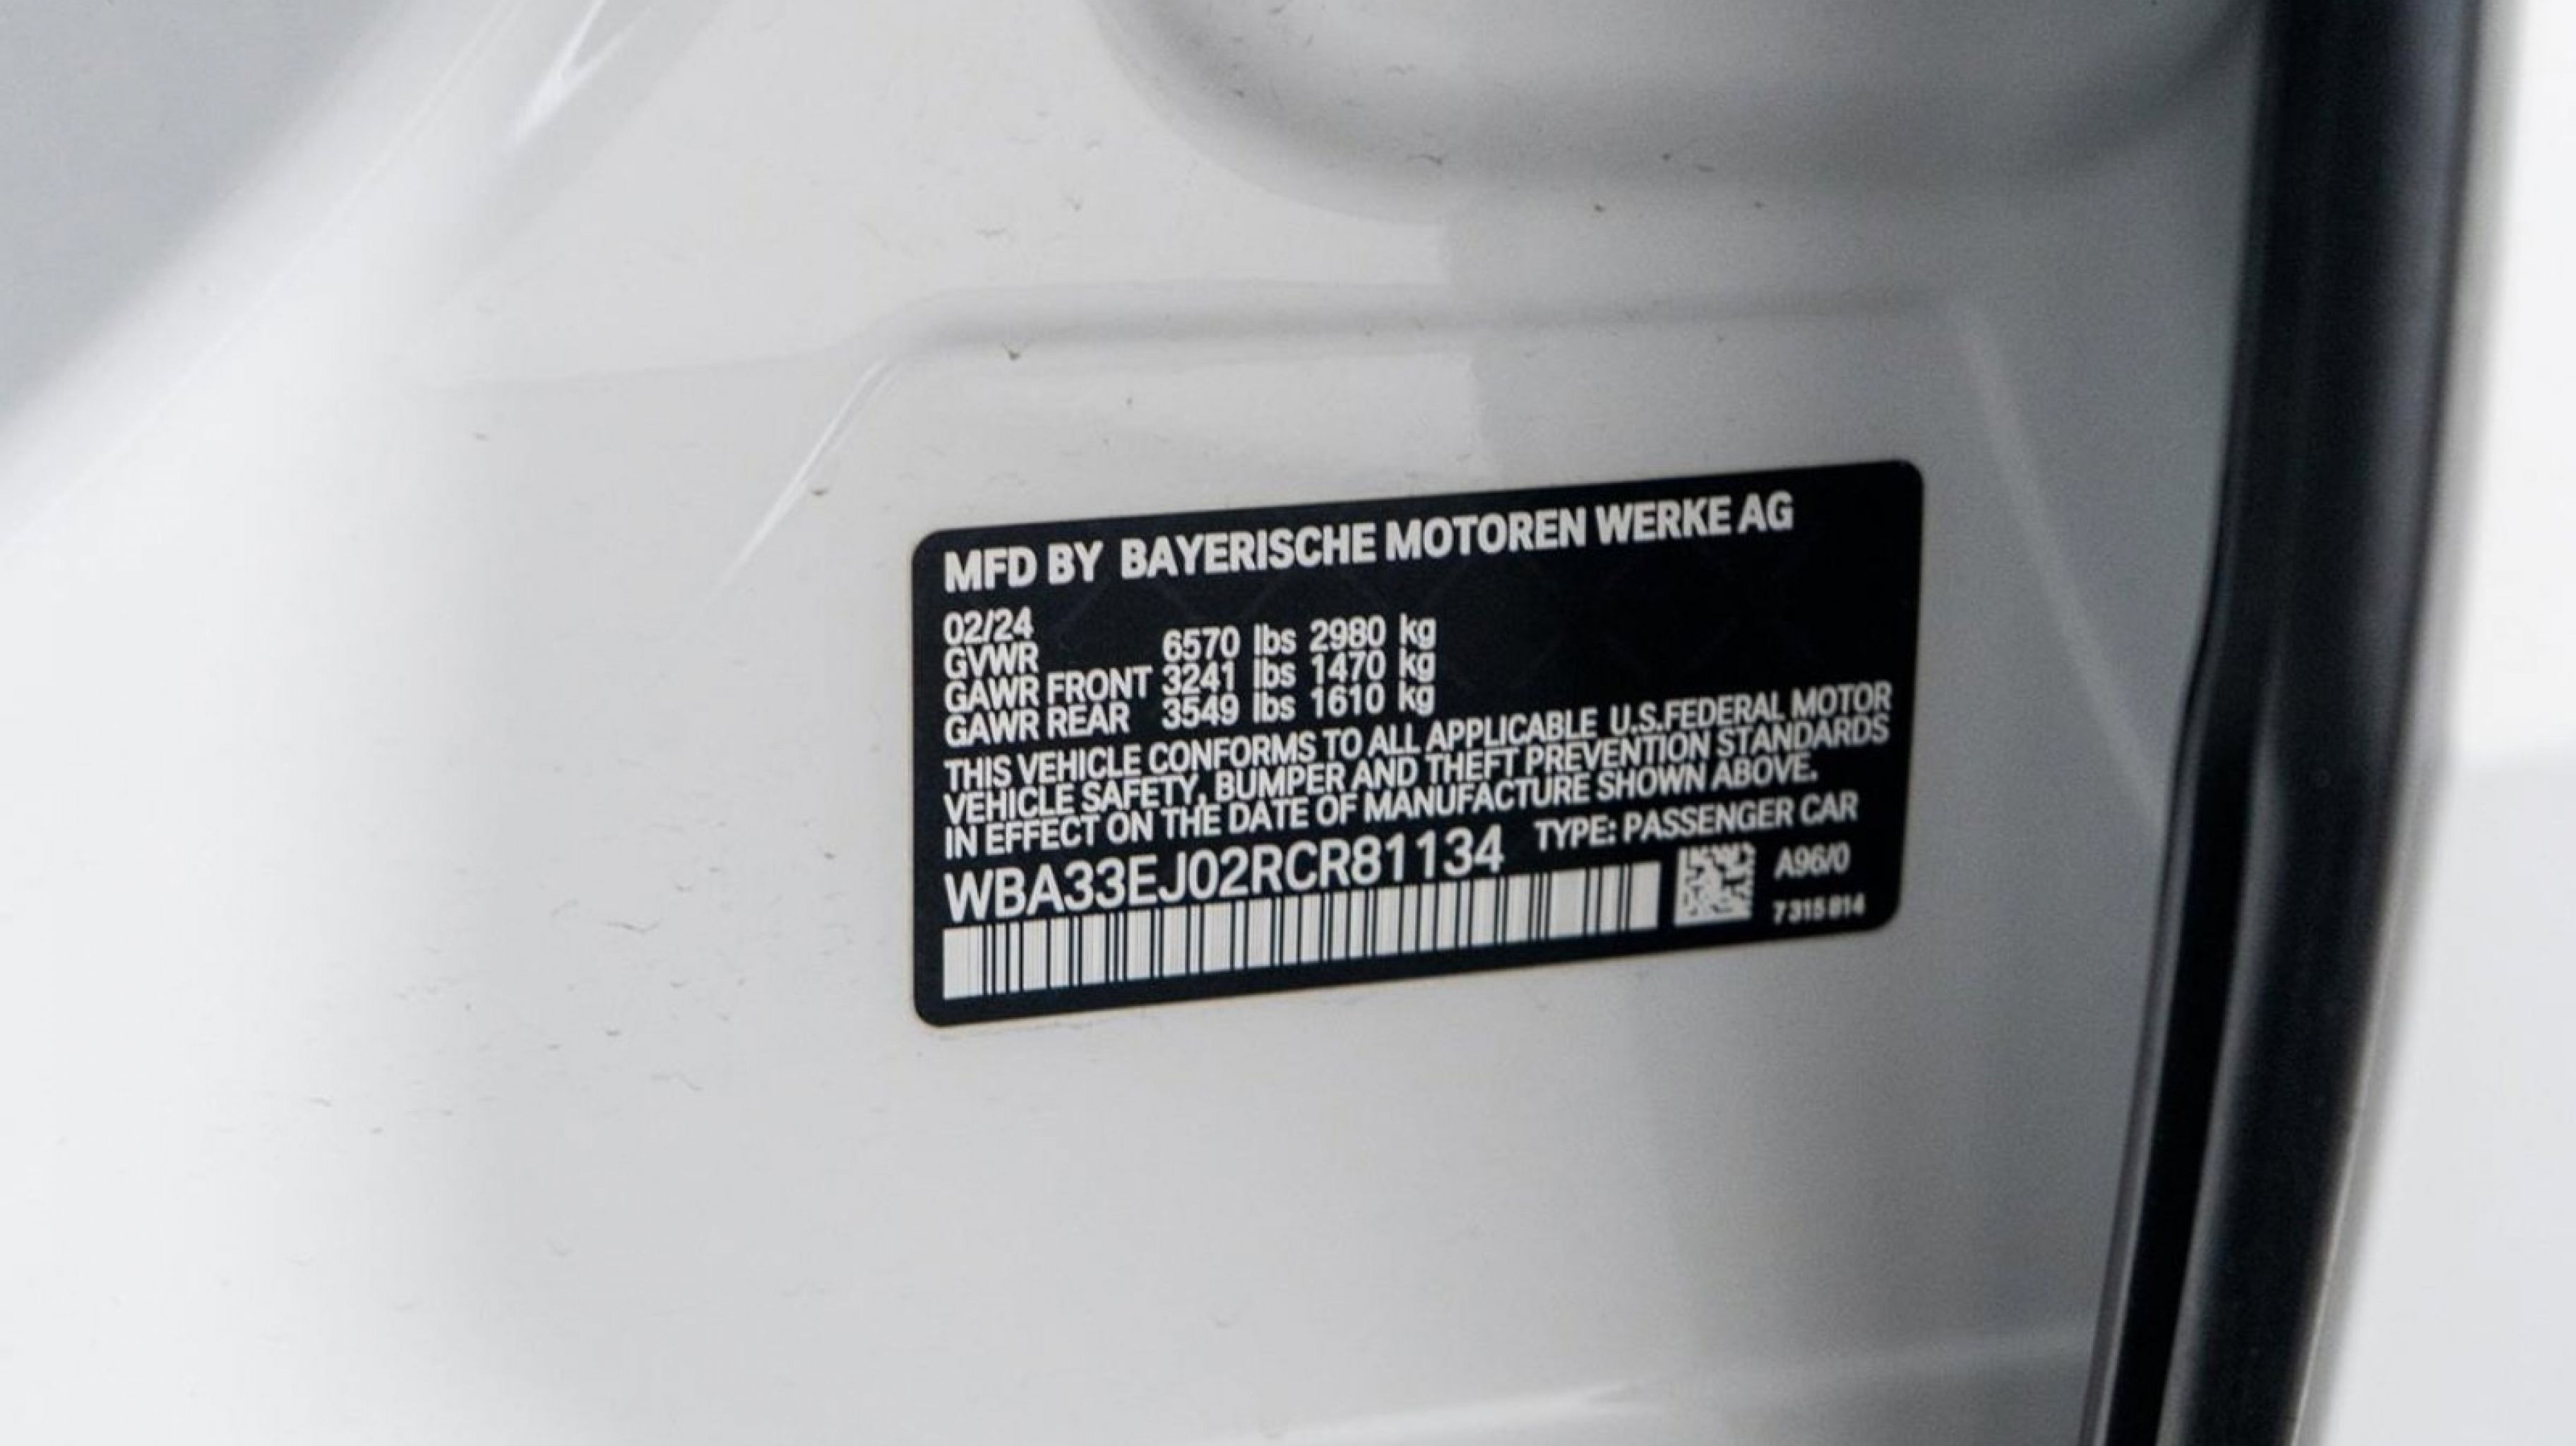 MFD BY BAYERISCHE MOTOREN WERKE AG
02/24
GVWR 6570 lbs 2980 kg
GAWR FRONT 3241 lbs 1470 kg
GAWR REAR 3549 lbs 1610 kg
THIS VEHICLE CONFORMS TO ALL APPLICABLE U.S.FEDERAL MOTOR
VEHICLE SAFETY, BUMPER AND THEFT PREVENTION STANDARDS
IN EFFECT ON THE DATE OF MANUFACTURE SHOWN ABOVE.
WBA33EJ02RCR81134 TYPE: PASSENGER CAR
A96/0
7 315 814